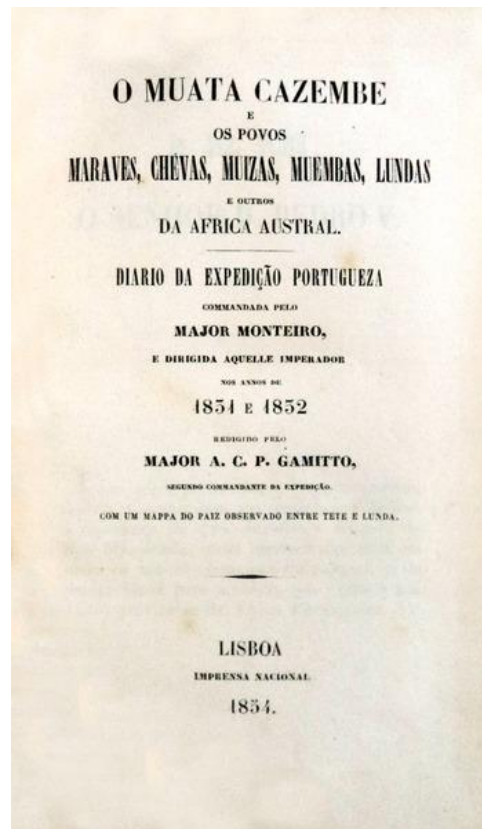 O MUATA CAZEMBE
E
OS POVOS
MARAVES, CHEVAS, MUIZAS, MUEMBAS, LUNDAS
E OUTROS
DA AFRICA AUSTRAL.
DIARIO DA EXPEDIÇÃO PORTUGUEZA
COMMANDADA PELO
MAJOR MONTEIRO,
E DIRIGIDA AQUELLE IMPERADOR
NOS ANNOS DE
1831 E 1832
REDIGIDO PELO
MAJOR A. C. P. GAMITTO,
SEGUNDO COMMANDANTE DA EXPEDIÇÃO.
COM UM MAPPA DO PAIZ OBSERVADO ENTRE TETE E LUNDA.
LISBOA
IMPRENSA NACIONAL
1854.